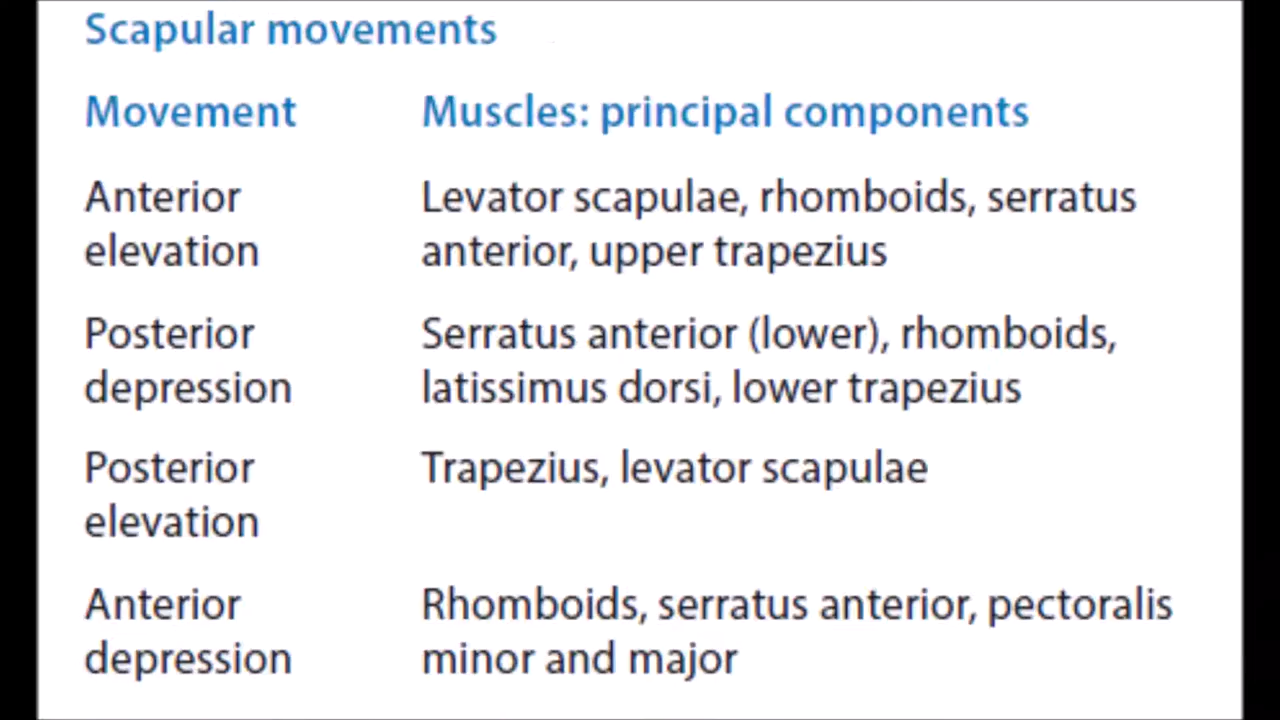 Scapular movements
Movement Muscles: principal components
Anterior Levator scapulae, rhomboids, serratus
elevation anterior, upper trapezius
Posterior Serratus anterior (lower), rhomboids,
depression latissimus dorsi, lower trapezius
Posterior Trapezius, levator scapulae
elevation
Anterior Rhomboids, serratus anterior, pectoralis
depression minor and major